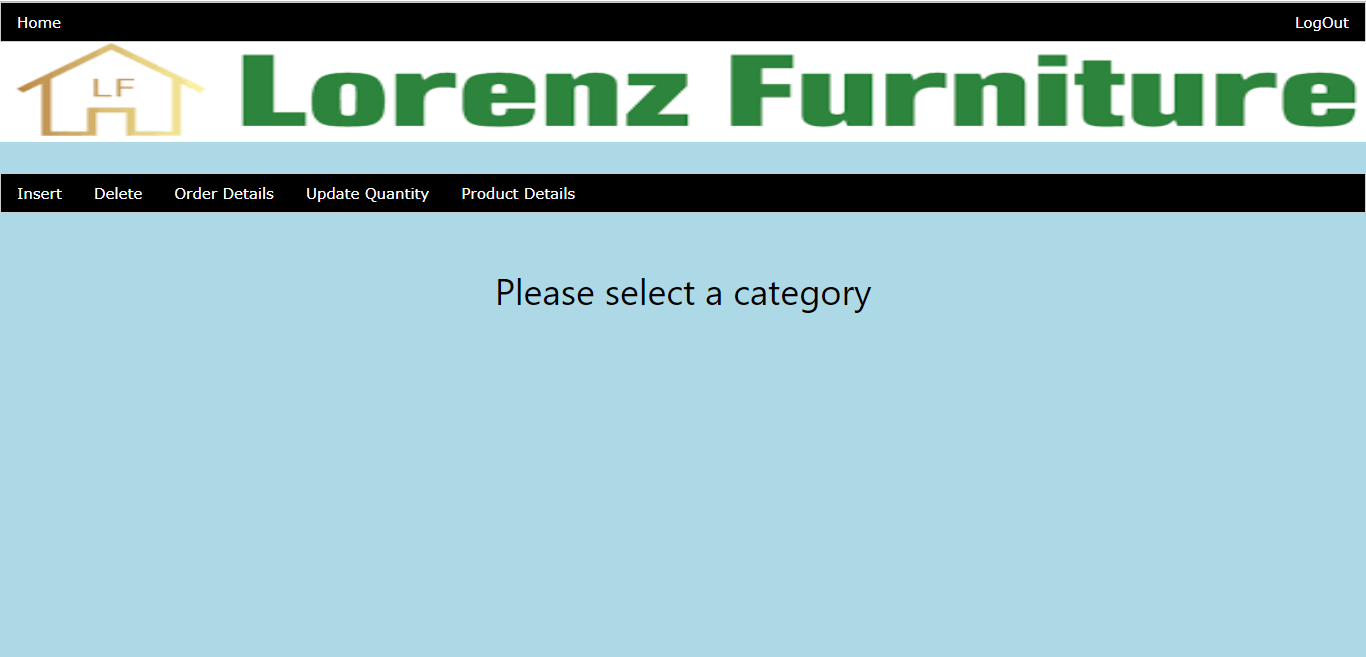 Home LogOut
LF Lorenz Furniture
Insert Delete Order Details Update Quantity Product Details
Please select a category